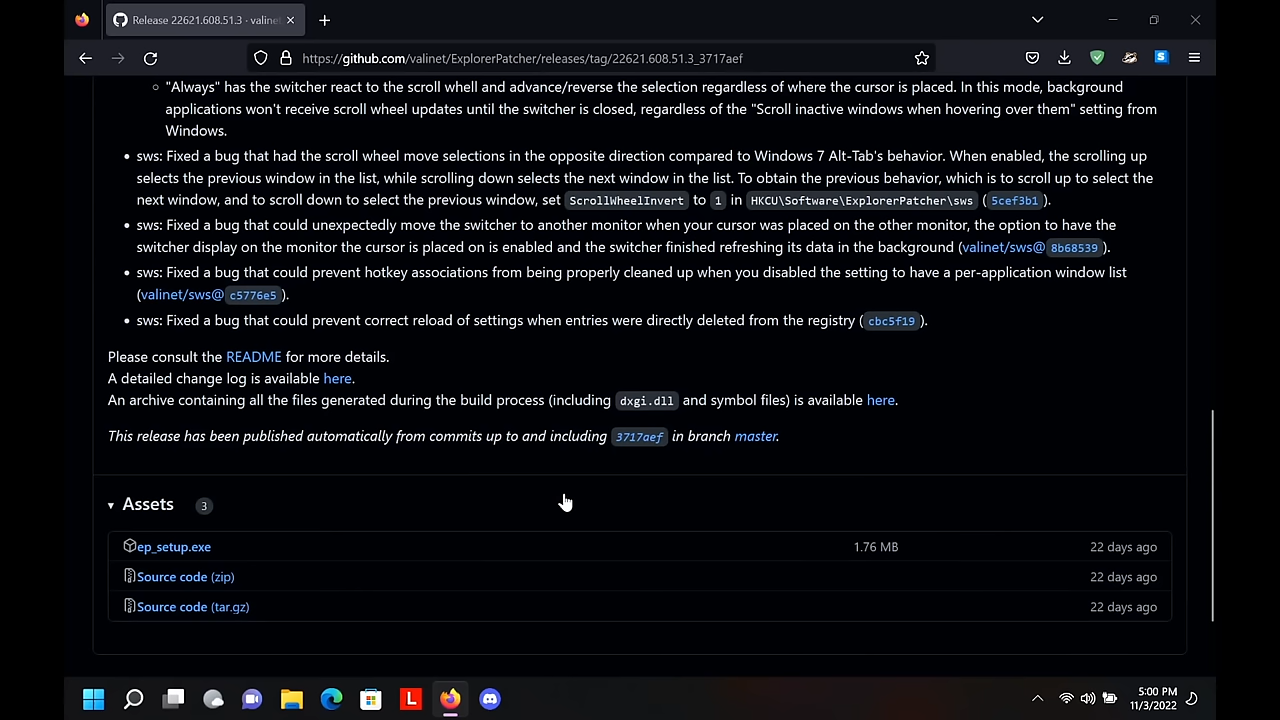 Release 22621.608.51.3 · valine
https://github.com/valinet/ExplorerPatcher/releases/tag/22621.608.51.3_3717aef
S
"Always" has the switcher react to the scroll whell and advance/reverse the selection regardless of where the cursor is placed. In this mode, background
applications won't receive scroll wheel updates until the switcher is closed, regardless of the "Scroll inactive windows when hovering over them" setting from
Windows.
• sws: Fixed a bug that had the scroll wheel move selections in the opposite direction compared to Windows 7 Alt-Tab's behavior. When enabled, the scrolling up
selects the previous window in the list, while scrolling down selects the next window in the list. To obtain the previous behavior, which is to scroll up to select the
next window, and to scroll down to select the previous window, set ScrollWheelInvert to 1 in HKCU\Software\ExplorerPatcher\sws (5cef3b1).
• sws: Fixed a bug that could unexpectedly move the switcher to another monitor when your cursor was placed on the other monitor, the option to have the
switcher display on the monitor the cursor is placed on is enabled and the switcher finished refreshing its data in the background (valinet/sws@8b68539).
• sws: Fixed a bug that could prevent hotkey associations from being properly cleaned up when you disabled the setting to have a per-application window list
(valinet/sws@c5776e5).
• sws: Fixed a bug that could prevent correct reload of settings when entries were directly deleted from the registry (cbc5f19).
Please consult the README for more details.
A detailed change log is available here.
An archive containing all the files generated during the build process (including dxgi.dll and symbol files) is available here.
This release has been published automatically from commits up to and including 3717aef in branch master.
Assets 3
ep_setup.exe 1.76 MB 22 days ago
Source code (zip) 22 days ago
Source code (tar.gz) 22 days ago
L
5:00 PM
11/3/2022